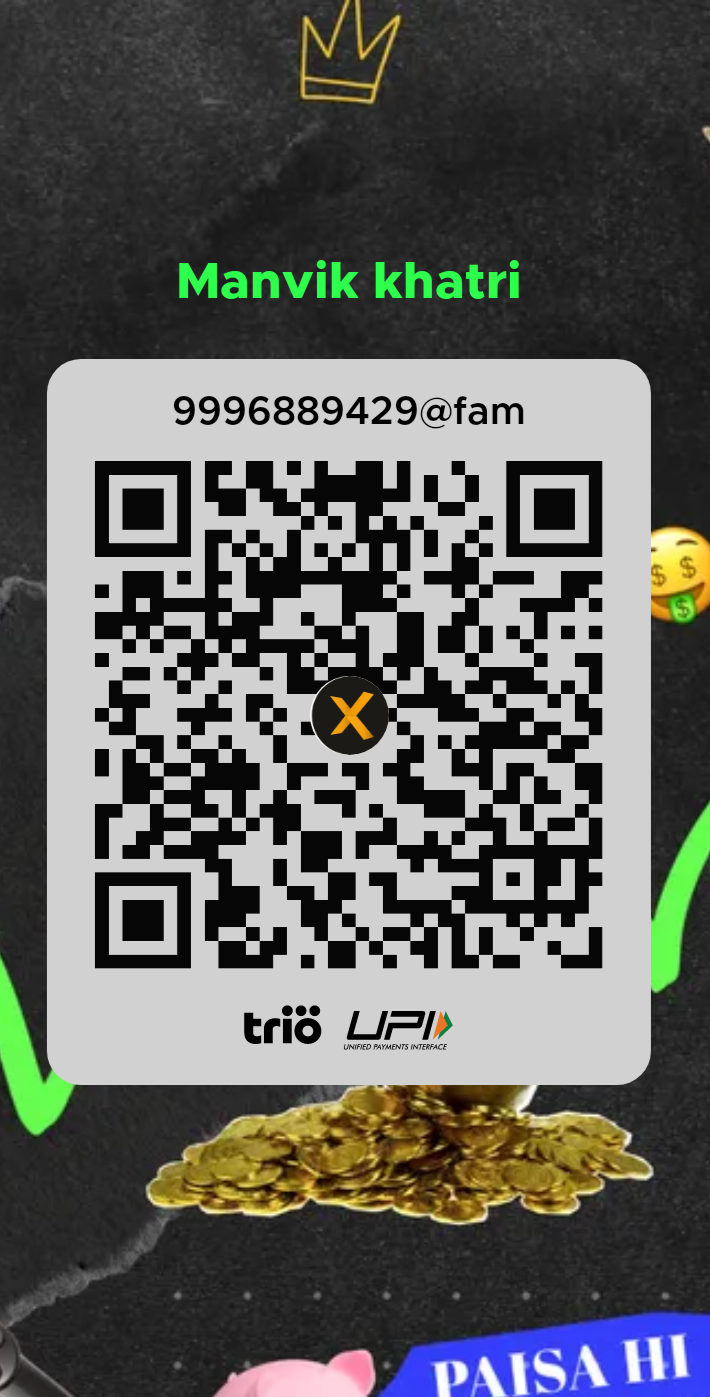 Manvik khatri
9996889429@fam
X
triö
UPI
UNIFIED PAYMENTS INTERFACE
PAISA HI